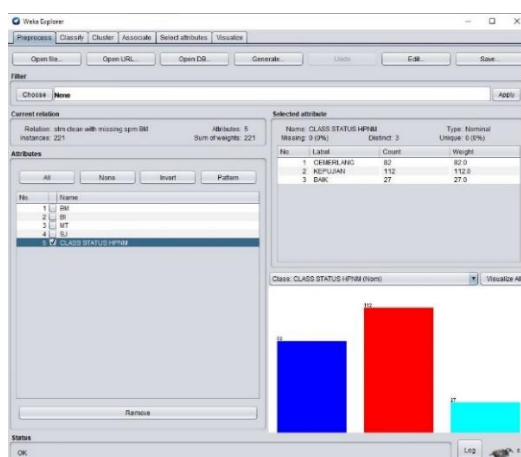 Weka Explorer
Preprocess Classify Cluster Associate Select attributes Visualize
Open file... Open URL... Open DB... Generate... Undo Edit... Save...
Filter
Choose None Apply
Current relation
Relation: stm clean with missing spm BM Attributes: 5
Instances: 221 Sum of weights: 221
Attributes
All None Invert Pattern
No. Name
1 BM
2 BI
3 MT
4 SJ
5 CLASS STATUS HPNM
Remove
Selected attribute
Name: CLASS STATUS HPNM Type: Nominal
Missing: 0 (0%) Distinct: 3 Unique: 0 (0%)
No. Label Count Weight
1 CEMERLANG 82 82.0
2 KEPUJIAN 112 112.0
3 BAIK 27 27.0
Class: CLASS STATUS HPNM (Nom) Visualize All
82
112
27
Status
OK Log x 0